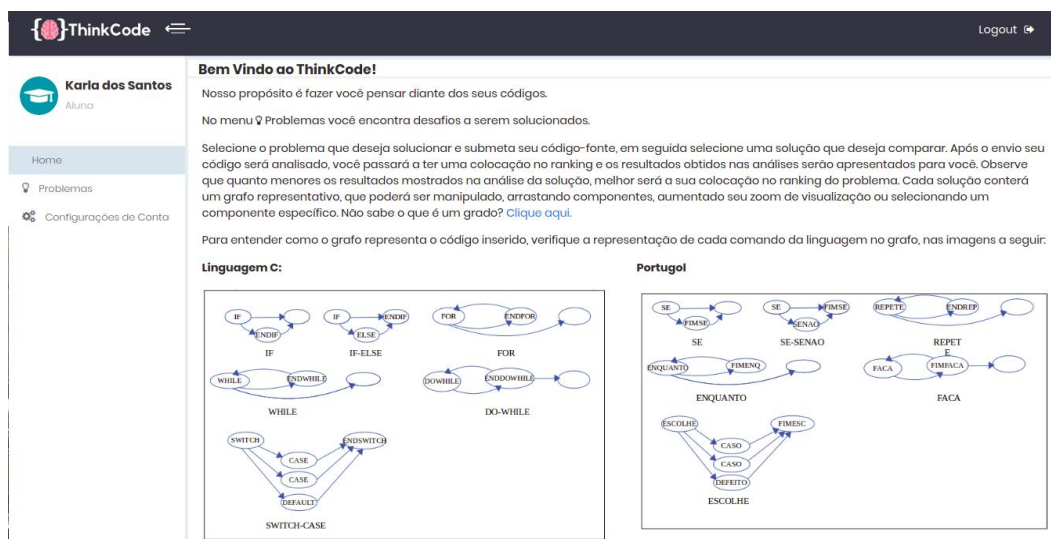 {}ThinkCode
Logout
Karla dos Santos
Aluna
Home
Problemas
Configurações de Conta
Bem Vindo ao ThinkCode!
Nosso propósito é fazer você pensar diante dos seus códigos.
No menu Problemas você encontra desafios a serem solucionados.
Selecione o problema que deseja solucionar e submeta seu código-fonte, em seguida selecione uma solução que deseja comparar. Após o envio seu
código será analisado, você passará a ter uma colocação no ranking e os resultados obtidos nas análises serão apresentados para você. Observe
que quanto menores os resultados mostrados na análise da solução, melhor será a sua colocação no ranking do problema. Cada solução conterá
um grafo representativo, que poderá ser manipulado, arrastando componentes, aumentado seu zoom de visualização ou selecionando um
componente específico. Não sabe o que é um grado? Clique aqui.
Para entender como o grafo representa o código inserido, verifique a representação de cada comando da linguagem no grafo, nas imagens a seguir:
Linguagem C:
IF
ENDIF
IF
IF
ENDIF
ELSE
IF-ELSE
FOR
ENDFOR
FOR
WHILE
ENDWHILE
WHILE
DOWHILE
ENDDOWHILE
DO-WHILE
SWITCH
ENDSWITCH
CASE
CASE
DEFAULT
SWITCH-CASE
Portugol
SE
FIMSE
SE
SE
FIMSE
SENAO
SE-SENAO
REPETE
ENDREP
REPET
E
ENQUANTO
FIMENQ
ENQUANTO
FACA
FIMFACA
FACA
ESCOLHE
FIMESC
CASO
CASO
DEFEITO
ESCOLHE